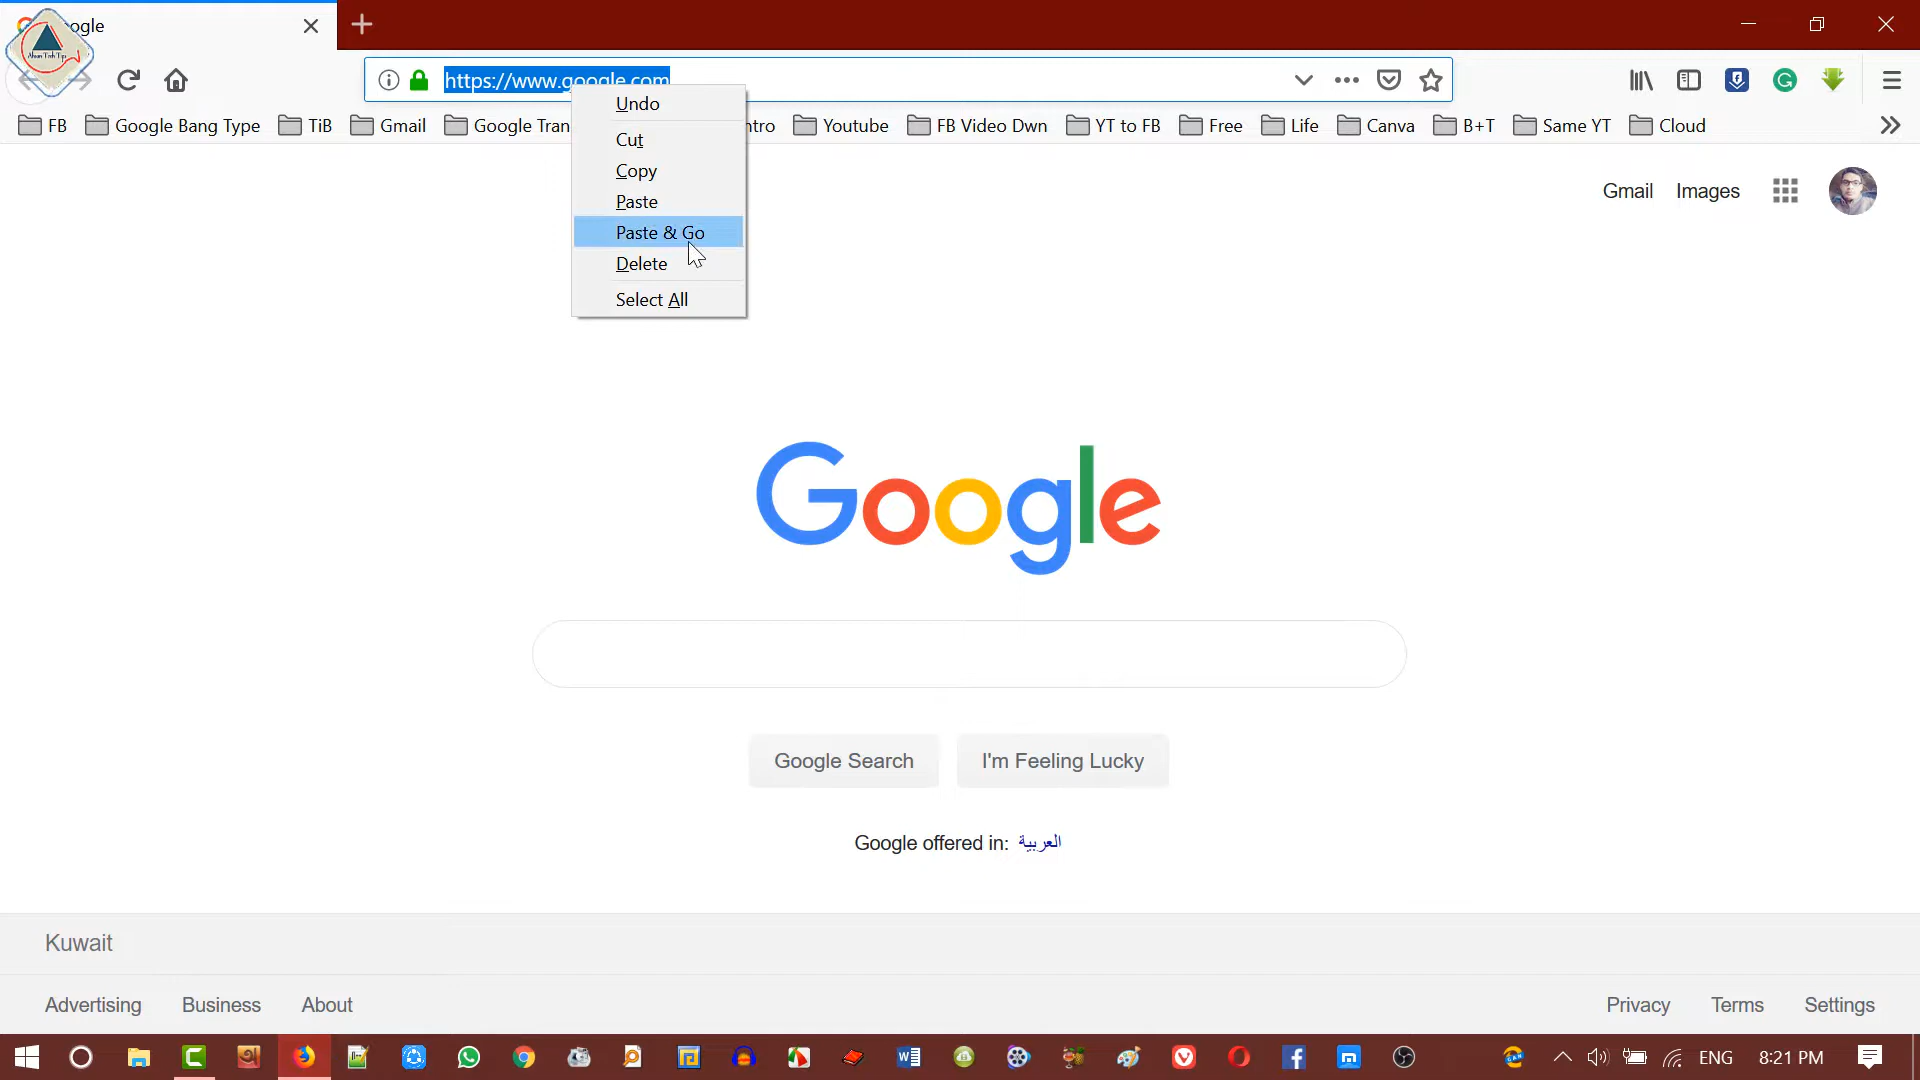 Google
https://www.google.com
Undo
Cut
Copy
Paste
Paste & Go
Delete
Select All
FB
Google Bang Type
TiB
Gmail
Google Tran
ntro
Youtube
FB Video Dwn
YT to FB
Free
Life
Canva
B+T
Same YT
Cloud
Gmail
Images
Google
Google Search
I'm Feeling Lucky
Google offered in: العربية
Kuwait
Advertising
Business
About
Privacy
Terms
Settings
ENG
8:21 PM